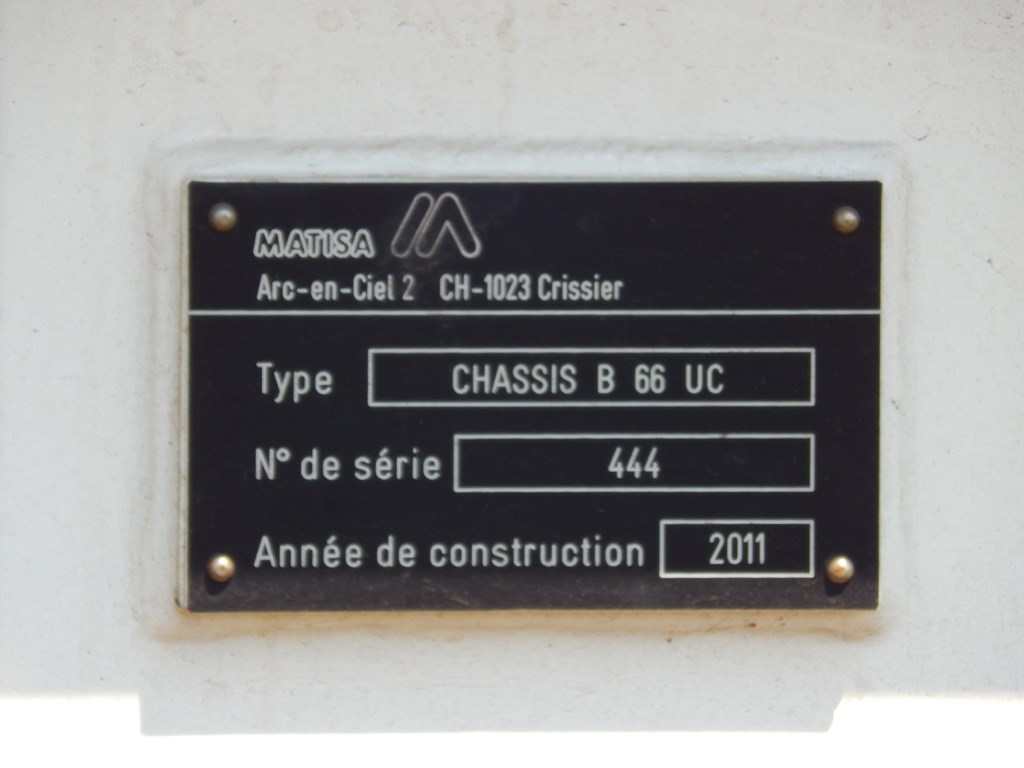 MATISA
Arc-en-Ciel 2 CH-1023 Crissier
Type CHASSIS B 66 UC
N° de série 444
Année de construction 2011